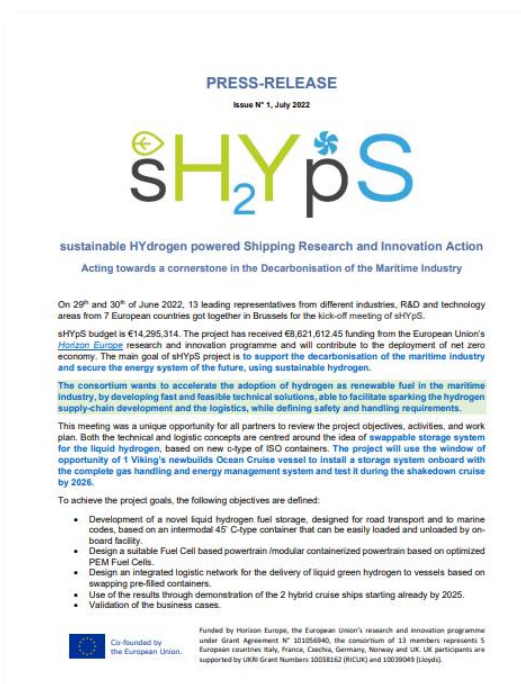 PRESS-RELEASE
Issue N° 1, July 2022
sH2YpS
sustainable HYdrogen powered Shipping Research and Innovation Action
Acting towards a cornerstone in the Decarbonisation of the Maritime Industry
On 29th and 30th of June 2022, 13 leading representatives from different industries, R&D and technology
areas from 7 European countries got together in Brussels for the kick-off meeting of sHYpS.
sHYpS budget is €14,295,314. The project has received €8,621,612.45 funding from the European Union's
Horizon Europe research and innovation programme and will contribute to the deployment of net zero
economy. The main goal of sHYpS project is to support the decarbonisation of the maritime industry
and secure the energy system of the future, using sustainable hydrogen.
The consortium wants to accelerate the adoption of hydrogen as renewable fuel in the maritime
industry, by developing fast and feasible technical solutions, able to facilitate sparking the hydrogen
supply-chain development and the logistics, while defining safety and handling requirements.
This meeting was a unique opportunity for all partners to review the project objectives, activities, and work
plan. Both the technical and logistic concepts are centred around the idea of swappable storage system
for the liquid hydrogen, based on new c-type of ISO containers. The project will use the window of
opportunity of 1 Viking's newbuilds Ocean Cruise vessel to install a storage system onboard with
the complete gas handling and energy management system and test it during the shakedown cruise
by 2026.
To achieve the project goals, the following objectives are defined:
• Development of a novel liquid hydrogen fuel storage, designed for road transport and to marine
codes, based on an intermodal 45' C-type container that can be easily loaded and unloaded by on-
board facility.
• Design a suitable Fuel Cell based powertrain /modular containerized powertrain based on optimized
PEM Fuel Cells.
• Design an integrated logistic network for the delivery of liquid green hydrogen to vessels based on
swapping pre-filled containers.
• Use of the results through demonstration of the 2 hybrid cruise ships starting already by 2025.
• Validation of the business cases.
Co-founded by
the European Union.
Funded by Horizon Europe, the European Union's research and innovation programme
under Grant Agreement N° 101056940, the consortium of 13 members represents 5
European countries Italy, France, Czechia, Germany, Norway and UK. UK participants are
supported by UKRI Grant Numbers 10038162 (RICUK) and 10039049 (Lloyds).